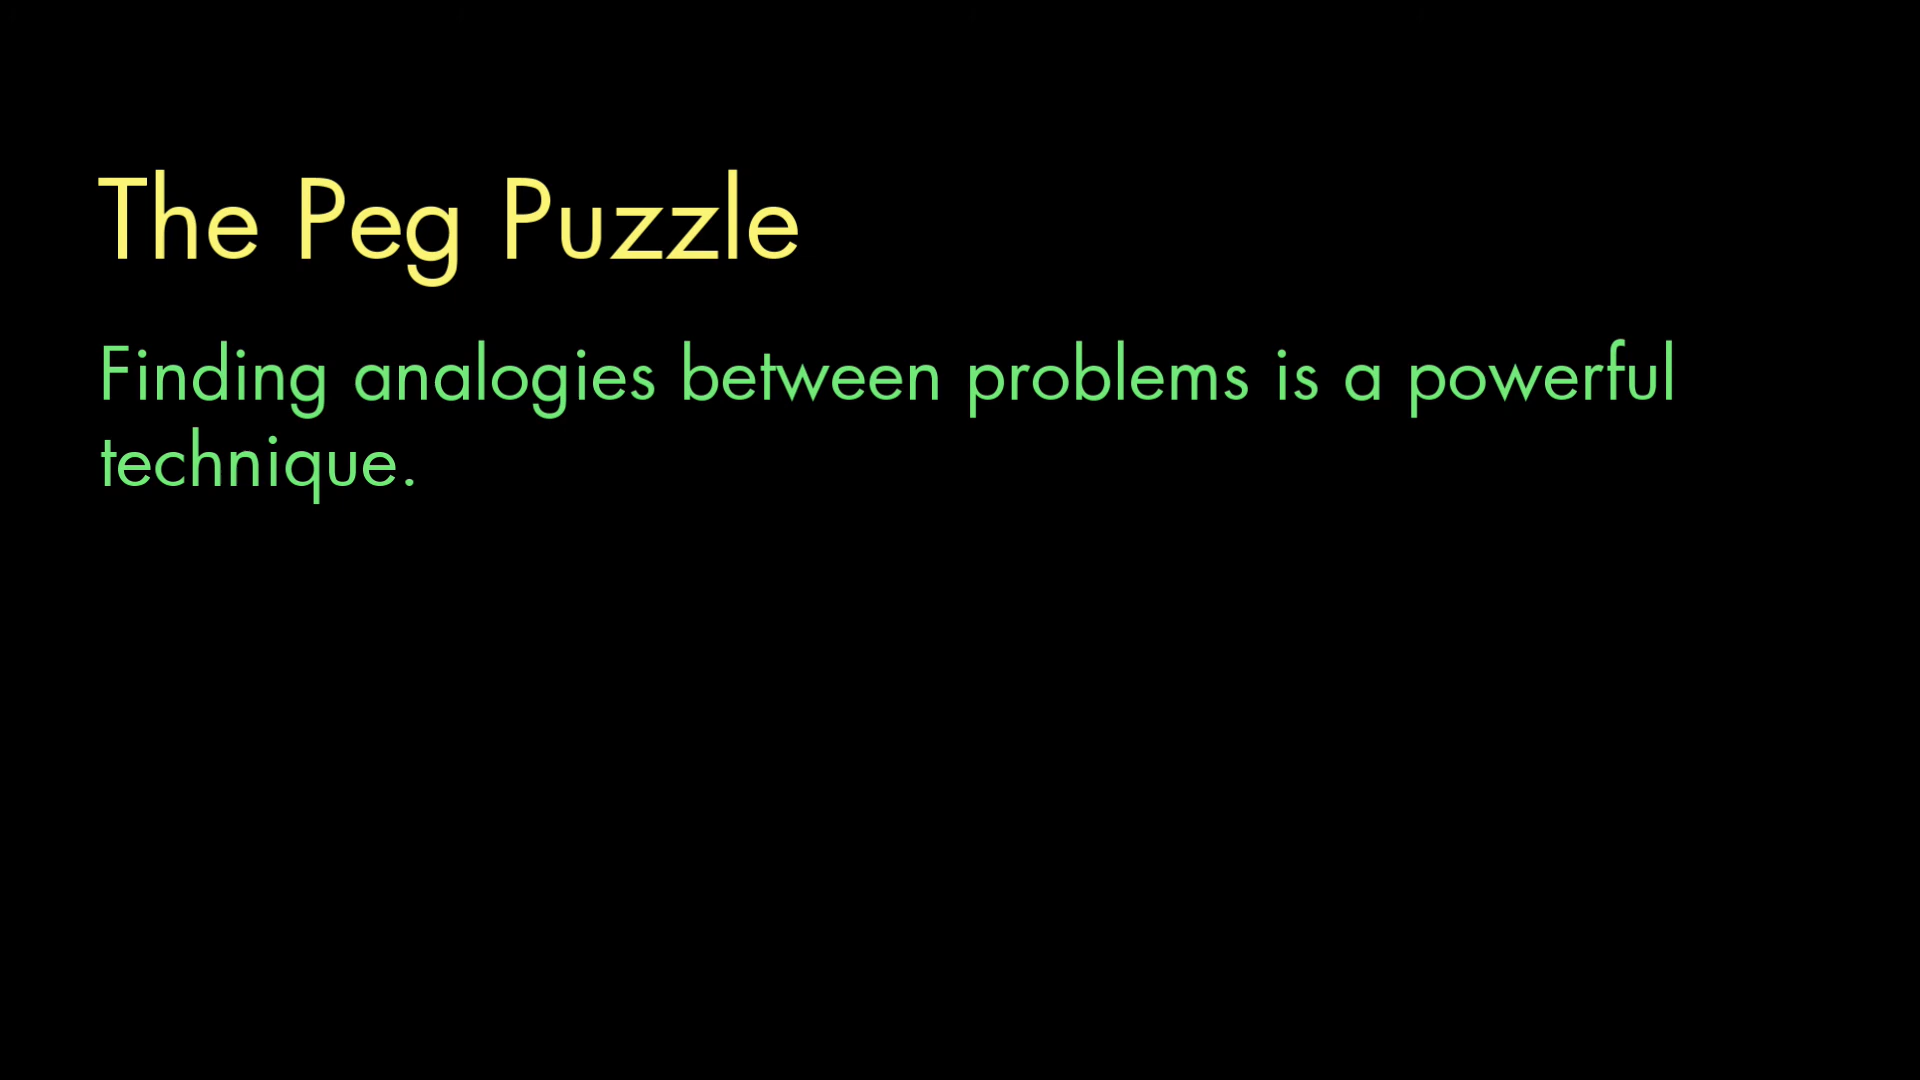 The Peg Puzzle
Finding analogies between problems is a powerful
technique.